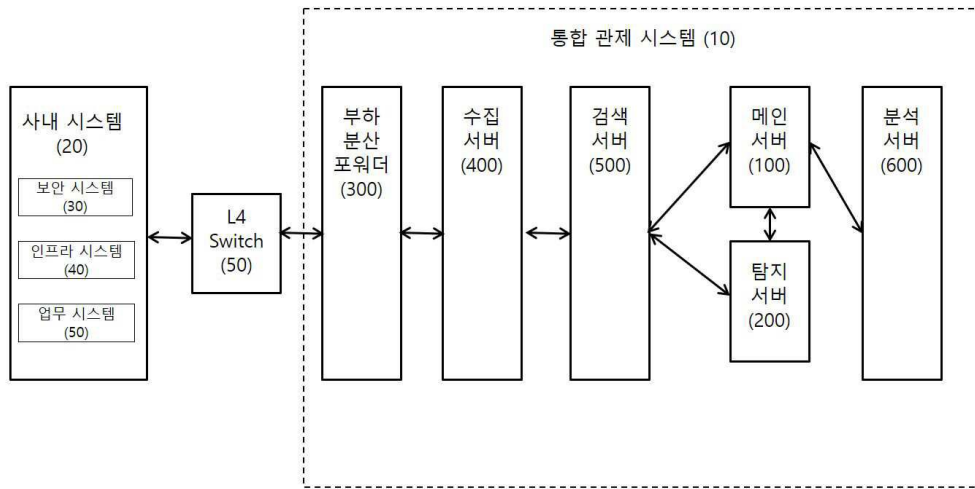 통합 관제 시스템 (10)
사내 시스템
(20)
보안 시스템
(30)
인프라 시스템
(40)
업무 시스템
(50)
L4
Switch
(50)
부하
분산
포워더
(300)
수집
서버
(400)
검색
서버
(500)
메인
서버
(100)
탐지
서버
(200)
분석
서버
(600)